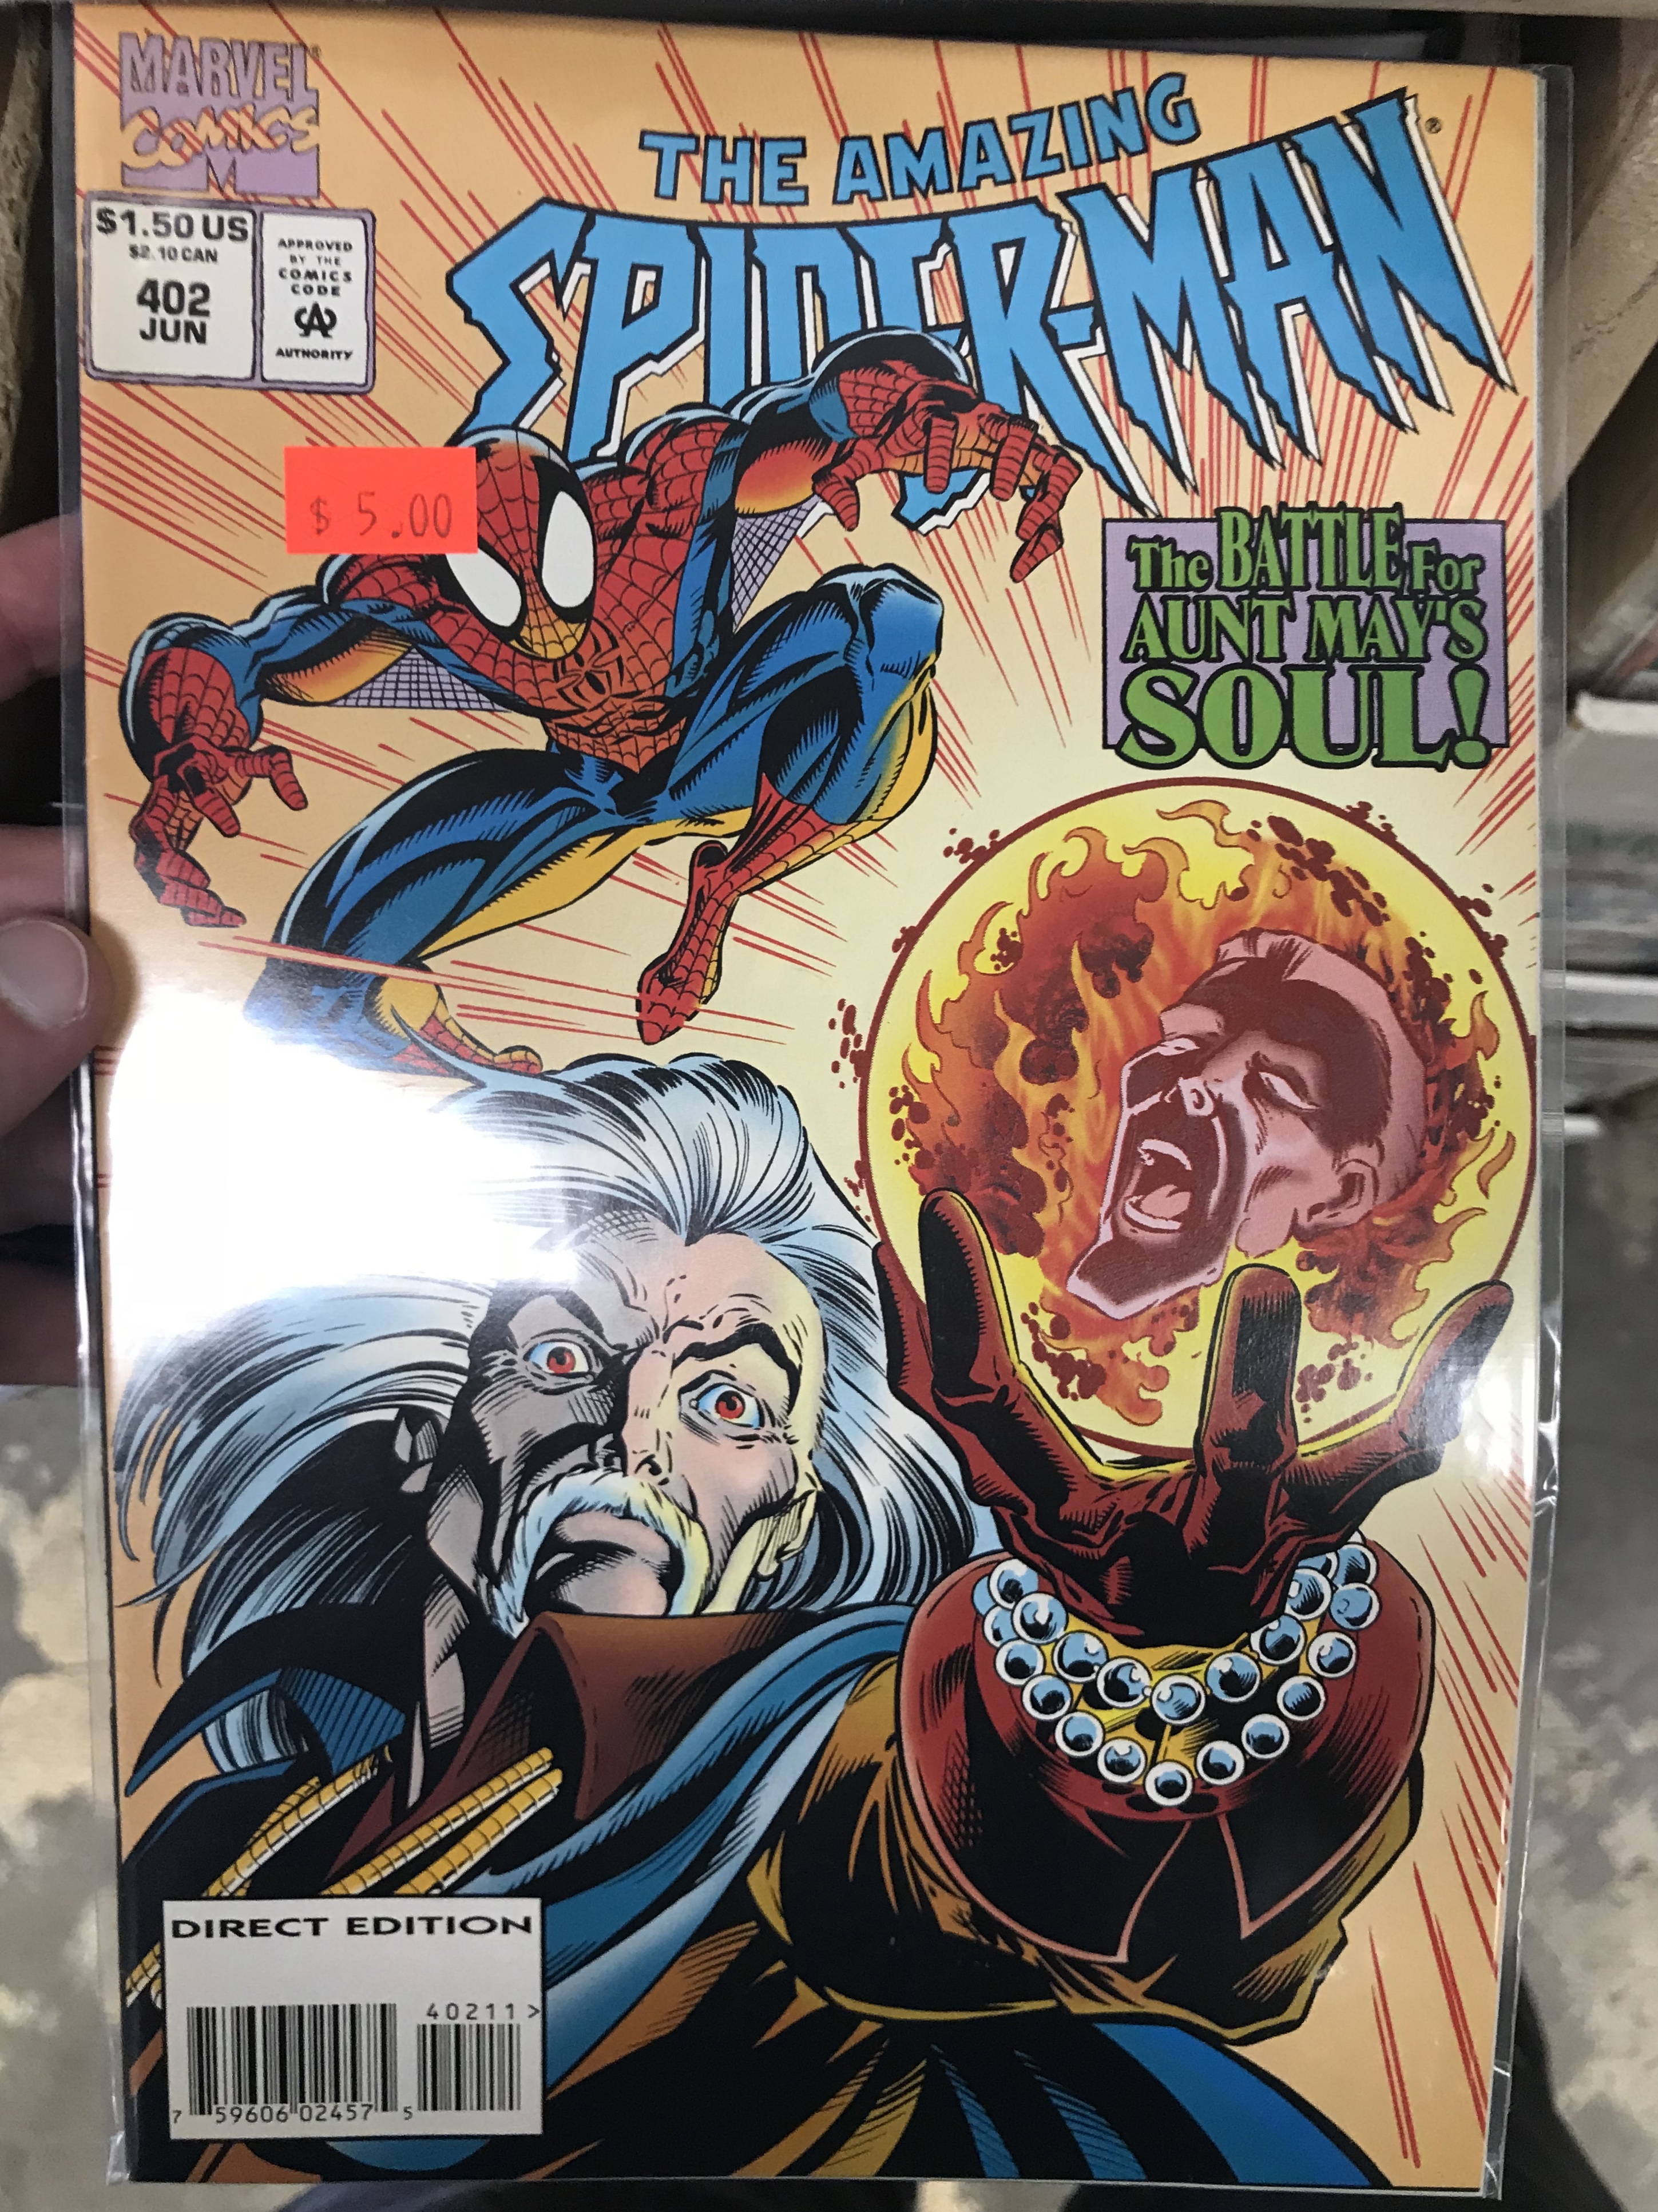 MARVEL®
COMICS
M
THE AMAZING
SPIDER-MAN®
$1.50 US
$2.10 CAN
402
JUN
APPROVED
BY THE
COMICS
CODE
CA
AUTHORITY
$ 5.00
The BATTLE For
AUNT MAY'S
SOUL!
DIRECT EDITION
40211>
7 59606 02457 5